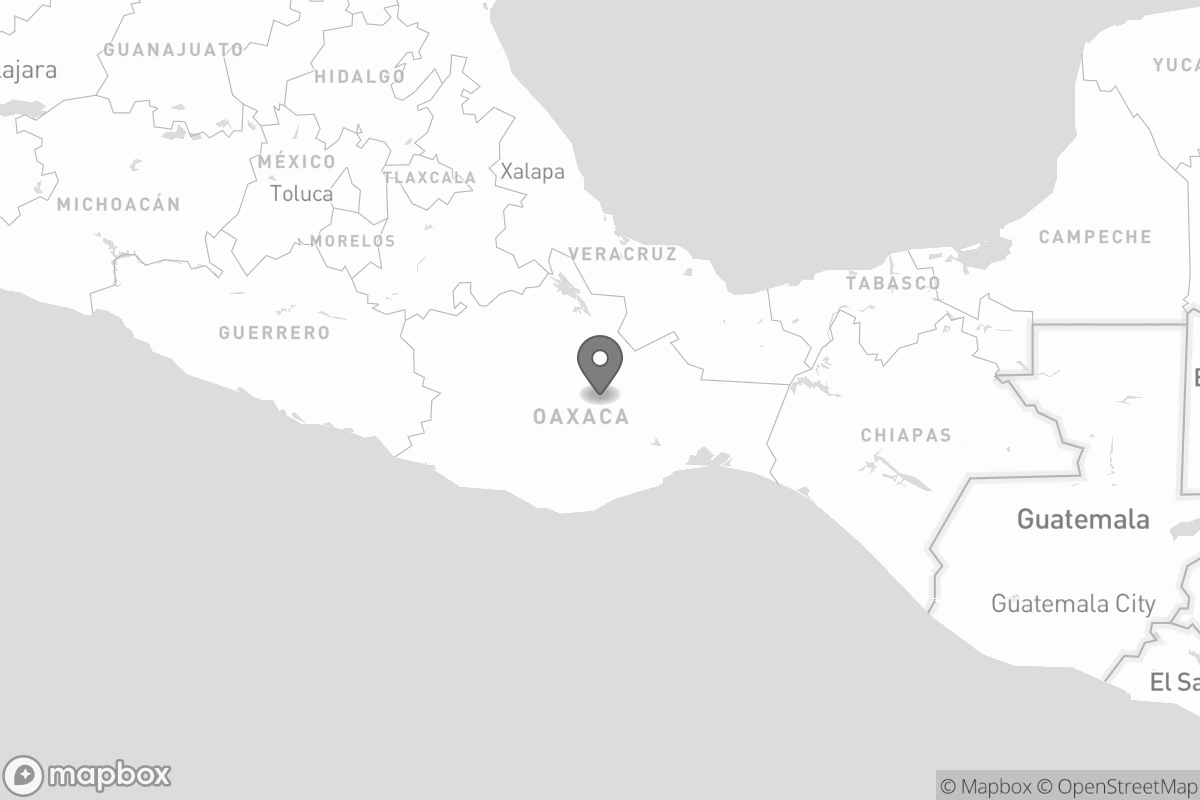 GUANAJUATO
HIDALGO
YUCA
ajara
MÉXICO
Toluca
TLAXCALA
Xalapa
MICHOACÁN
MORELOS
VERACRUZ
CAMPECHE
TABASCO
GUERRERO
OAXACA
CHIAPAS
Guatemala
Guatemala City
El Sa
mapbox
© Mapbox © OpenStreetMap